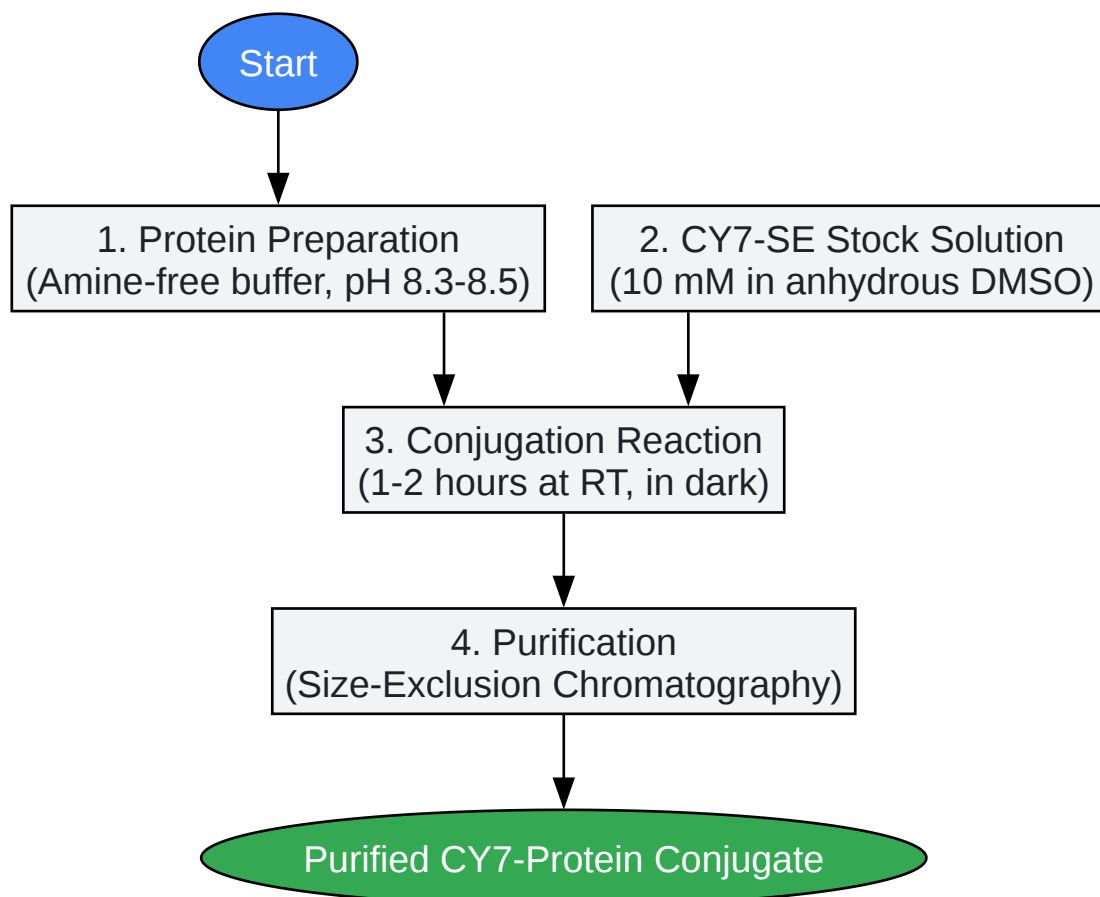 Start
1. Protein Preparation
(Amine-free buffer, pH 8.3-8.5)
2. CY7-SE Stock Solution
(10 mM in anhydrous DMSO)
3. Conjugation Reaction
(1-2 hours at RT, in dark)
4. Purification
(Size-Exclusion Chromatography)
Purified CY7-Protein Conjugate